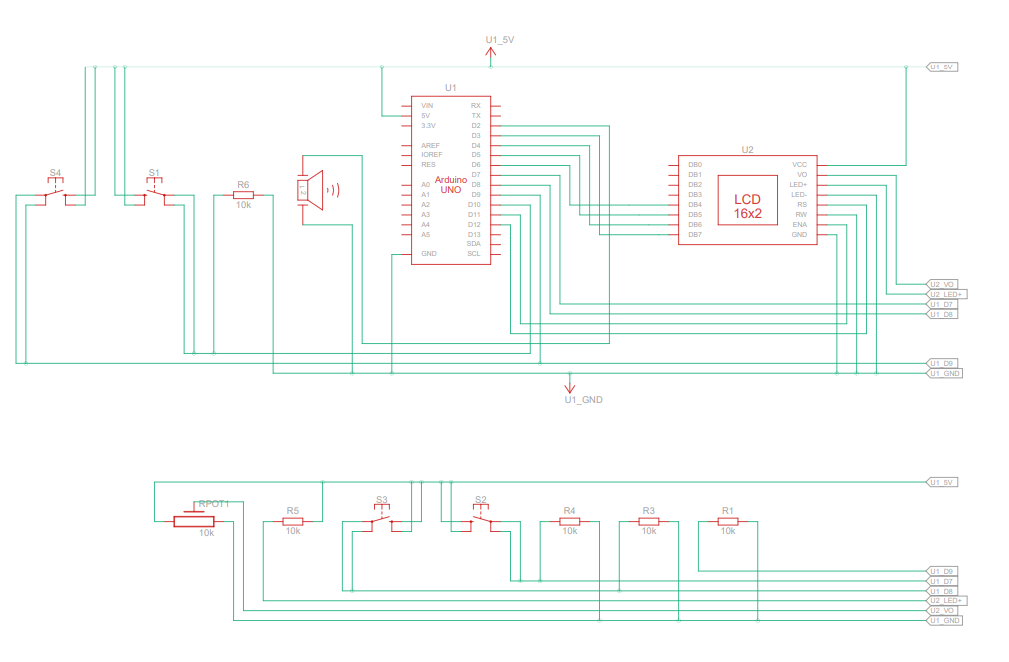 U1_5V
U1_5V
U1
VIN
5V
3.3V
AREF
IOREF
RES
A0
A1
A2
A3
A4
A5
GND
Arduino
UNO
RX
TX
D2
D3
D4
D5
D6
D7
D8
D9
D10
D11
D12
D13
SDA
SCL
U2
DB0
DB1
DB2
DB3
DB4
DB5
DB6
DB7
LCD
16x2
VCC
VO
LED+
LED-
RS
RW
ENA
GND
S4
S1
R6
10k
U2_VO
U2_LED+
U1_D7
U1_D8
U1_D9
U1_GND
U1_GND
U1_5V
RPOT1
10k
R5
10k
S3
S2
R4
10k
R3
10k
R1
10k
U1_D9
U1_D7
U1_D8
U2_LED+
U2_VO
U1_GND